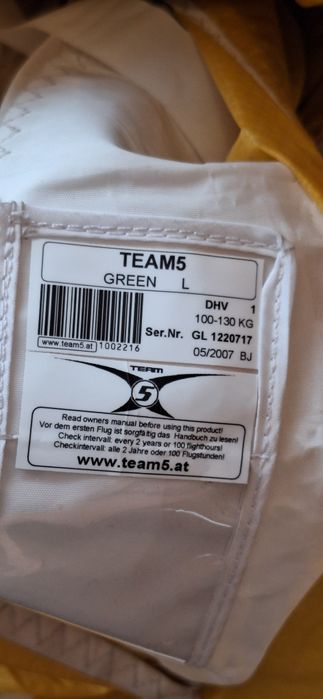 TEAM5
GREEN L
DHV 1
100-130 KG
Ser.Nr. GL 1220717
www.team5.at 1002216
05/2007 BJ
TEAM
5
Read owners manual before using this product!
Vor dem ersten Flug ist sorgfältig das Handbuch zu lesen!
Check intervall: every 2 years or 100 flighthours!
Checkintervall: alle 2 Jahre oder 100 Flugstunden!
www.team5.at